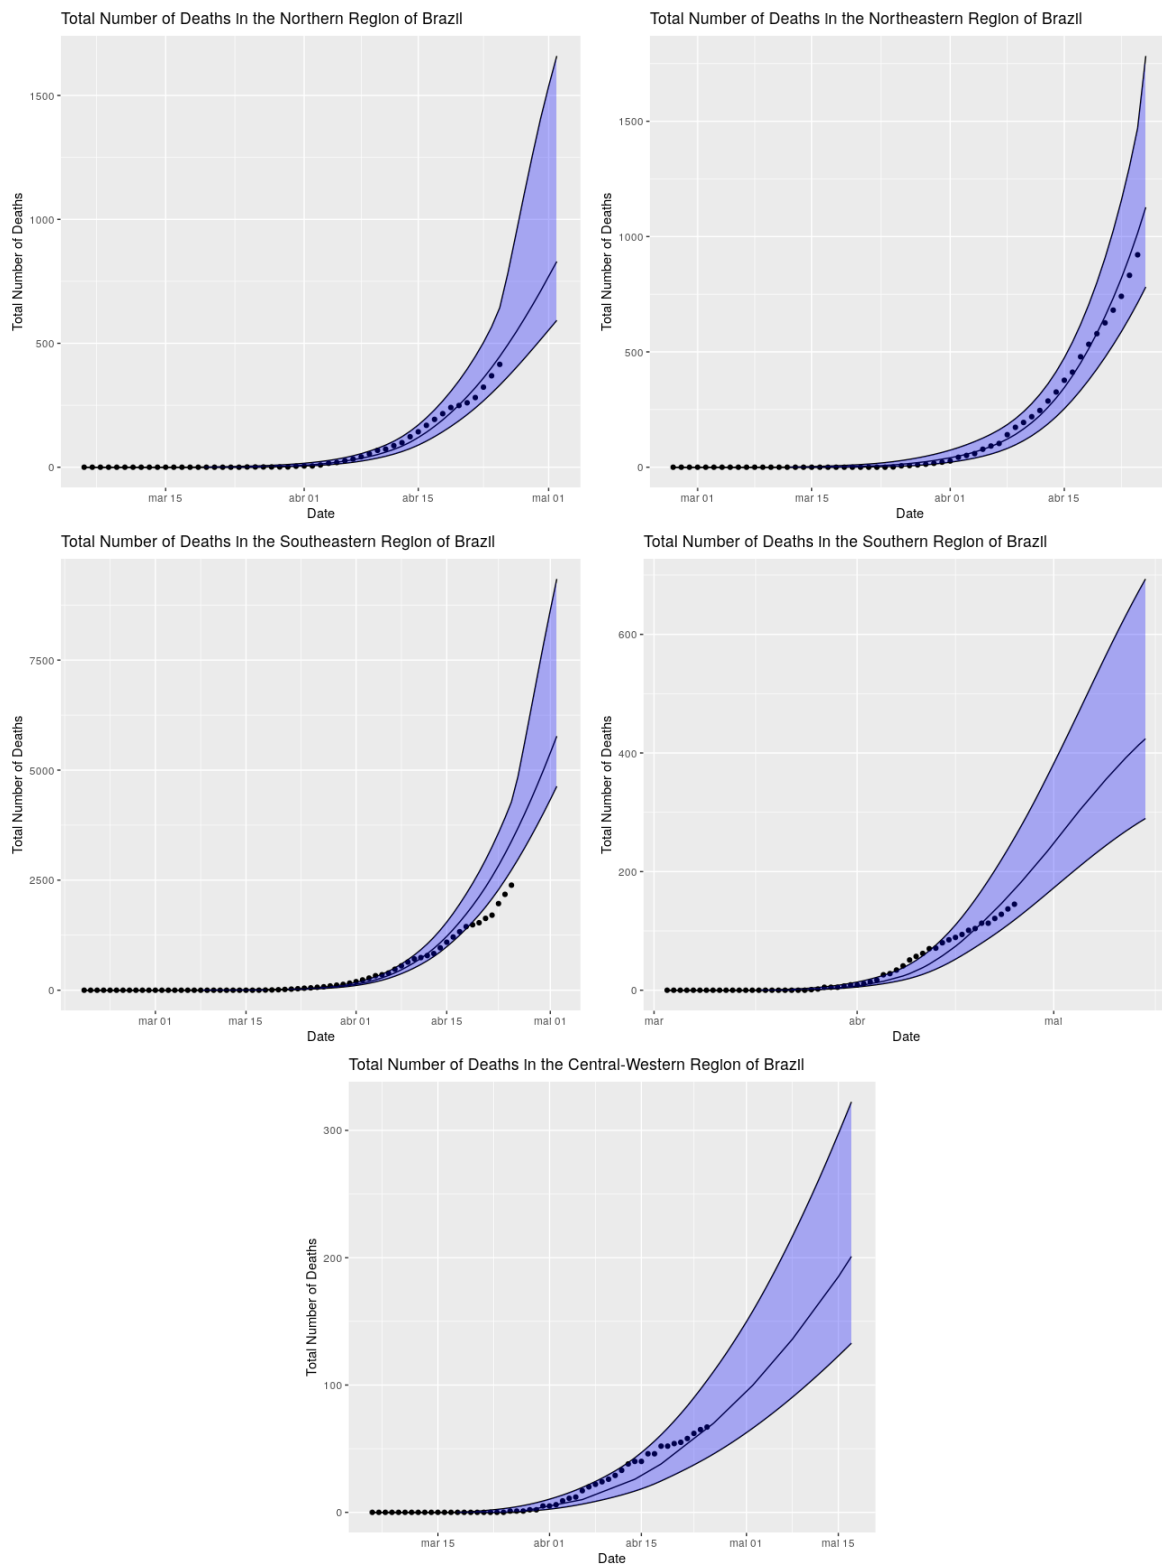 Total Number of Deaths in the Northern Region of Brazil
Total Number of Deaths
1500
1000
500
0
mar 15 abr 01 abr 15 mai 01
Date
Total Number of Deaths in the Northeastern Region of Brazil
Total Number of Deaths
1500
1000
500
0
mar 01 mar 15 abr 01 abr 15
Date
Total Number of Deaths in the Southeastern Region of Brazil
Total Number of Deaths
7500
5000
2500
0
mar 01 mar 15 abr 01 abr 15 mai 01
Date
Total Number of Deaths in the Southern Region of Brazil
Total Number of Deaths
600
400
200
0
mar abr mai
Date
Total Number of Deaths in the Central-Western Region of Brazil
Total Number of Deaths
300
200
100
0
mar 15 abr 01 abr 15 mai 01 mai 15
Date